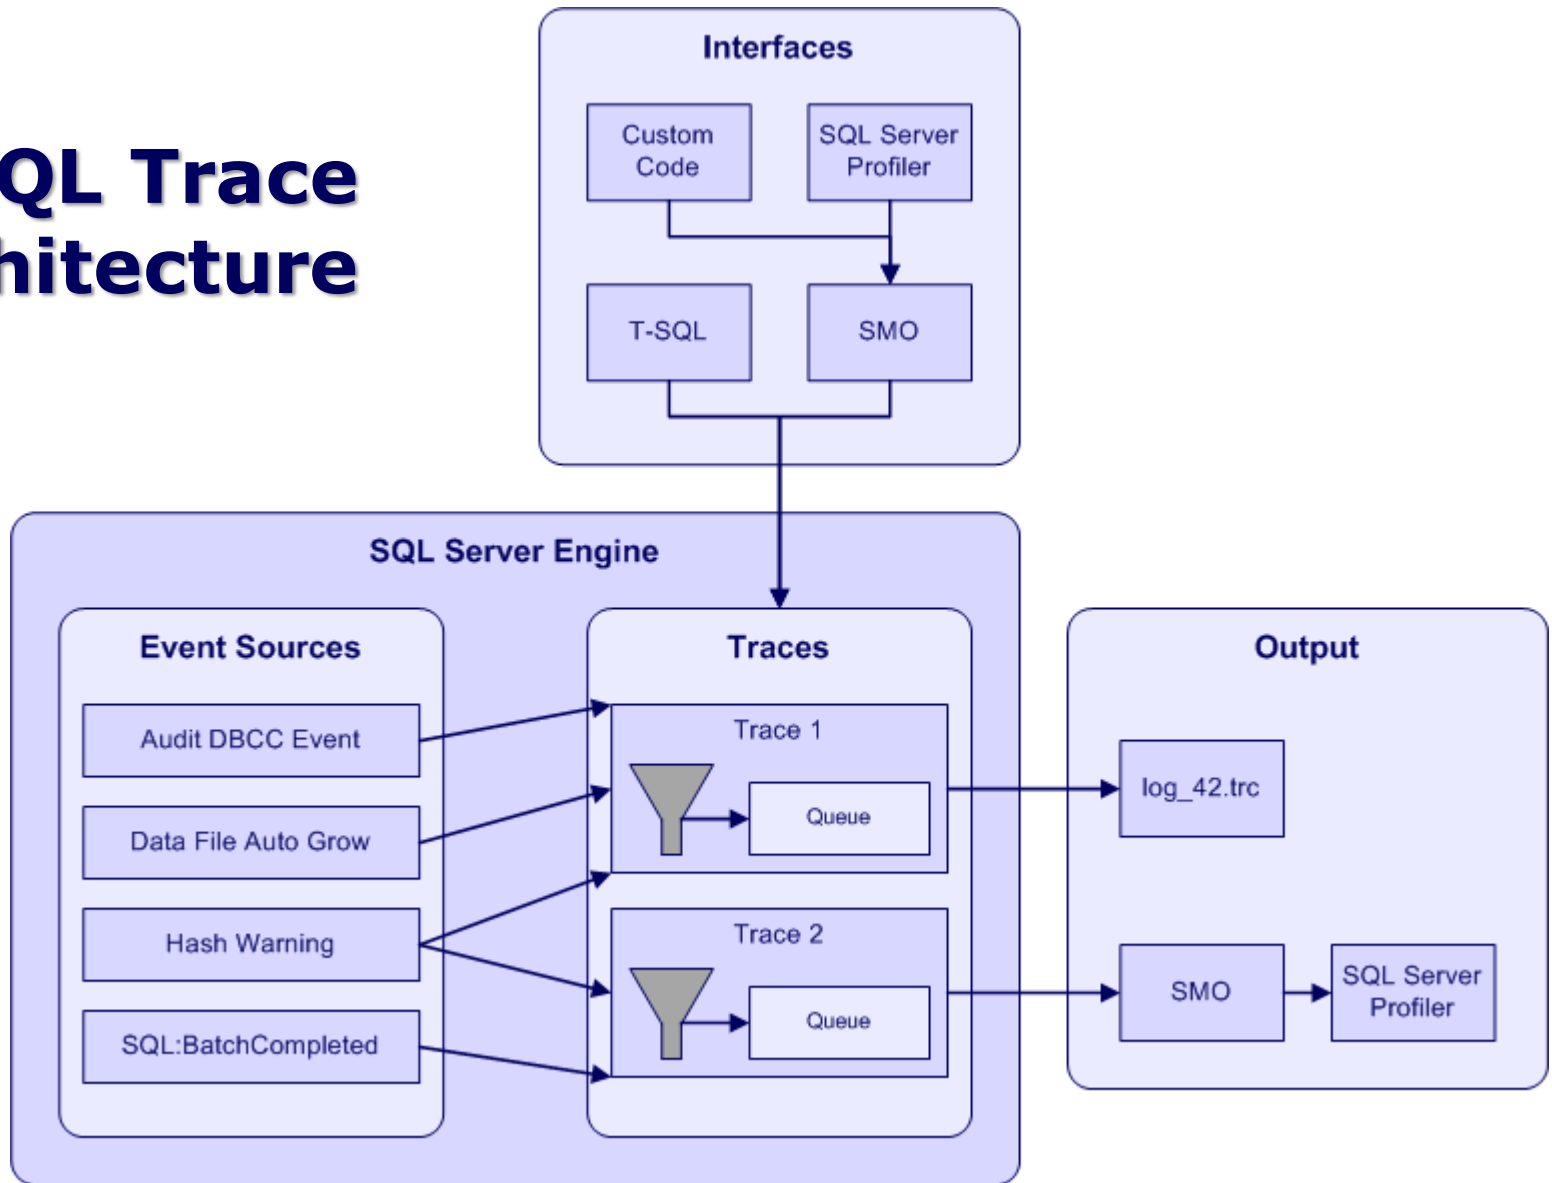 QL Trace
hitecture
Interfaces
Custom
Code
SQL Server
Profiler
T-SQL
SMO
SQL Server Engine
Event Sources
Audit DBCC Event
Data File Auto Grow
Hash Warning
SQL:BatchCompleted
Traces
Trace 1
Queue
Trace 2
Queue
Output
log_42.trc
SMO
SQL Server
Profiler